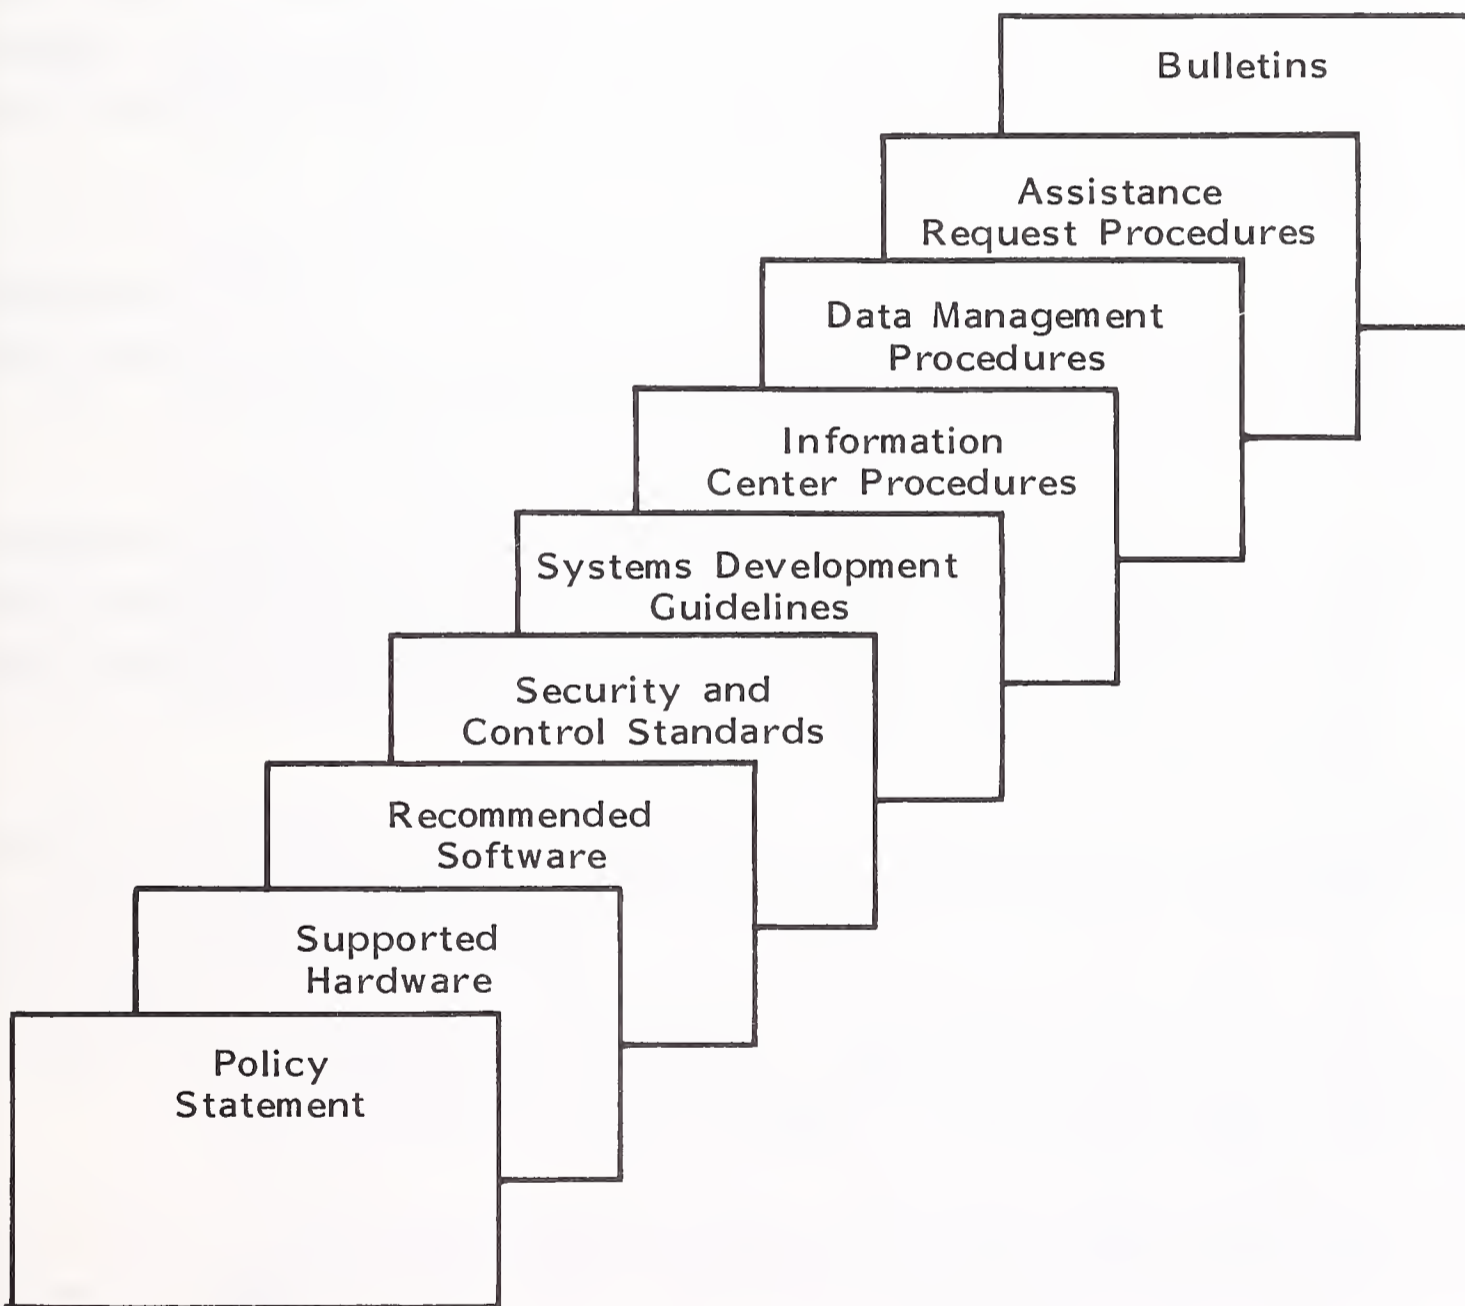 Bulletins
Assistance
Request Procedures
Data Management
Procedures
Information
Center Procedures
Systems Development
Guidelines
Security and
Control Standards
Recommended
Software
Supported
Hardware
Policy
Statement